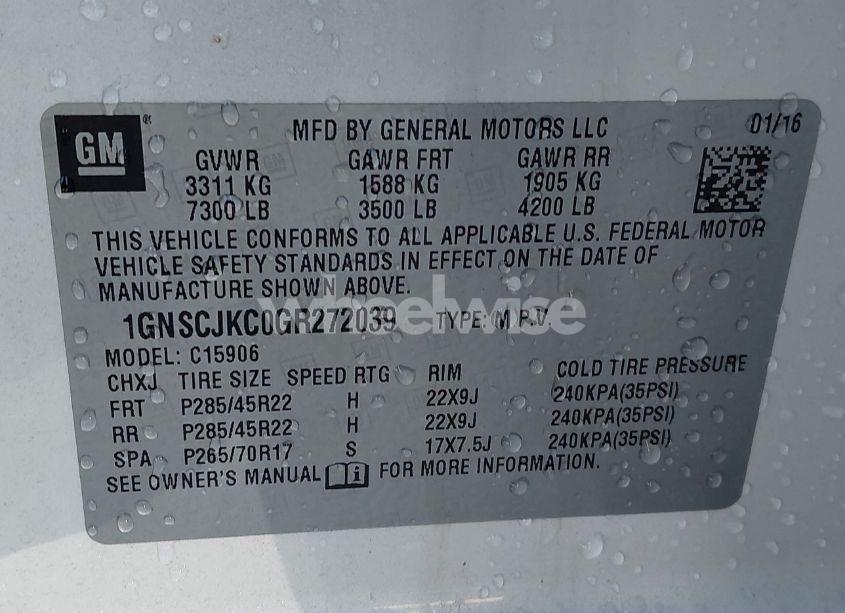 GM ®
MFD BY GENERAL MOTORS LLC 01/16
GVWR GAWR FRT GAWR RR
3311 KG 1588 KG 1905 KG
7300 LB 3500 LB 4200 LB
THIS VEHICLE CONFORMS TO ALL APPLICABLE U.S. FEDERAL MOTOR
VEHICLE SAFETY STANDARDS IN EFFECT ON THE DATE OF
MANUFACTURE SHOWN ABOVE.
wheelwise
1GNSCJKC0GR272039 TYPE: M.P.V.
MODEL: C15906
CHXJ TIRE SIZE SPEED RTG RIM COLD TIRE PRESSURE
FRT P285/45R22 H 22X9J 240KPA(35PSI)
RR P285/45R22 H 22X9J 240KPA(35PSI)
SPA P265/70R17 S 17X7.5J 240KPA(35PSI)
SEE OWNER'S MANUAL i FOR MORE INFORMATION.